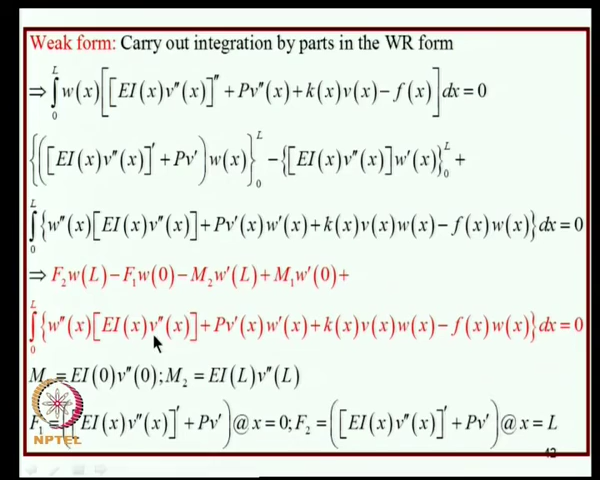 Weak form: Carry out integration by parts in the WR form
⇒ ∫₀ᴸ w(x)[[EI(x)v″(x)]″ + Pv″(x) + k(x)v(x) − f(x)]dx = 0
{([EI(x)v″(x)]′ + Pv′)w(x)}₀ᴸ − {[EI(x)v″(x)]w′(x)}₀ᴸ +
∫₀ᴸ {w″(x)[EI(x)v″(x)] + Pv′(x)w′(x) + k(x)v(x)w(x) − f(x)w(x)}dx = 0
⇒ F₂w(L) − F₁w(0) − M₂w′(L) + M₁w′(0) +
∫₀ᴸ {w″(x)[EI(x)v″(x)] + Pv′(x)w′(x) + k(x)v(x)w(x) − f(x)w(x)}dx = 0
M = EI(0)v″(0); M₂ = EI(L)v″(L)
F₁ = EI(x)v″(x)]′ + Pv′)@ x = 0; F₂ = ([EI(x)v″(x)]′ + Pv′)@ x = L
NPTEL
42